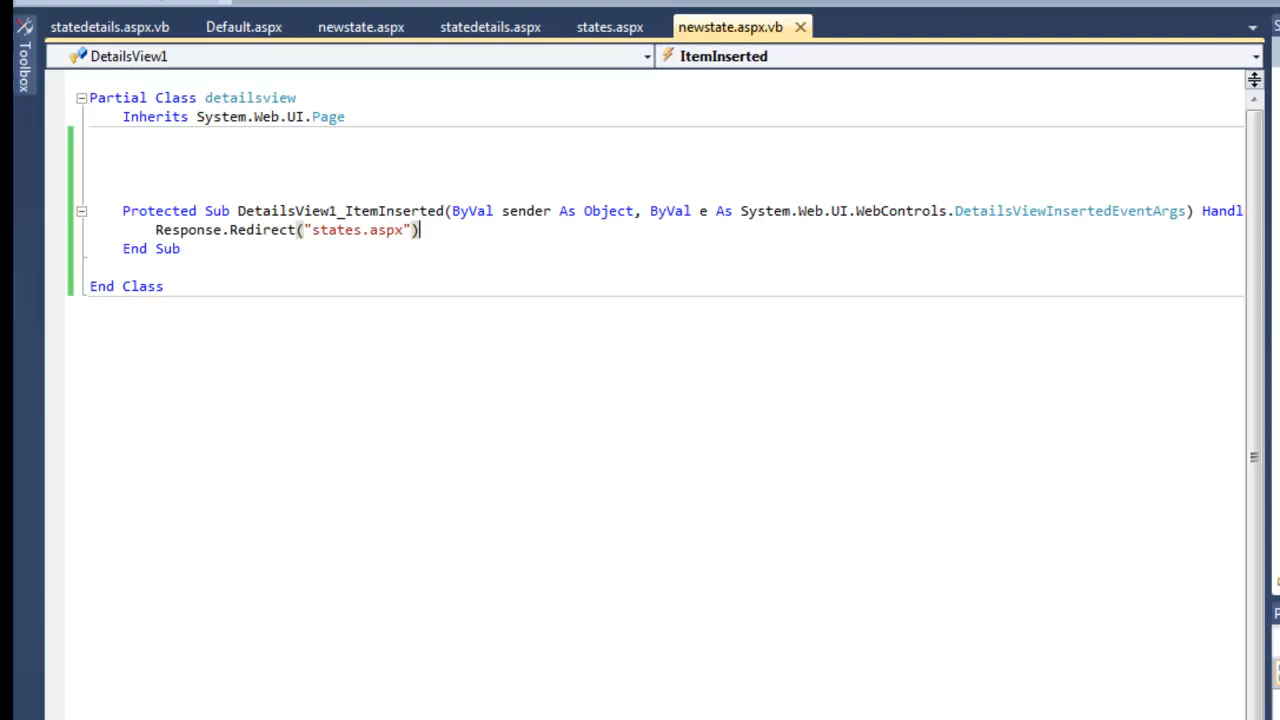 statedetails.aspx.vb Default.aspx newstate.aspx statedetails.aspx states.aspx newstate.aspx.vb
Toolbox
DetailsView1 ItemInserted
Partial Class detailsview
Inherits System.Web.UI.Page
Protected Sub DetailsView1_ItemInserted(ByVal sender As Object, ByVal e As System.Web.UI.WebControls.DetailsViewInsertedEventArgs) Handl
Response.Redirect("states.aspx")
End Sub
End Class